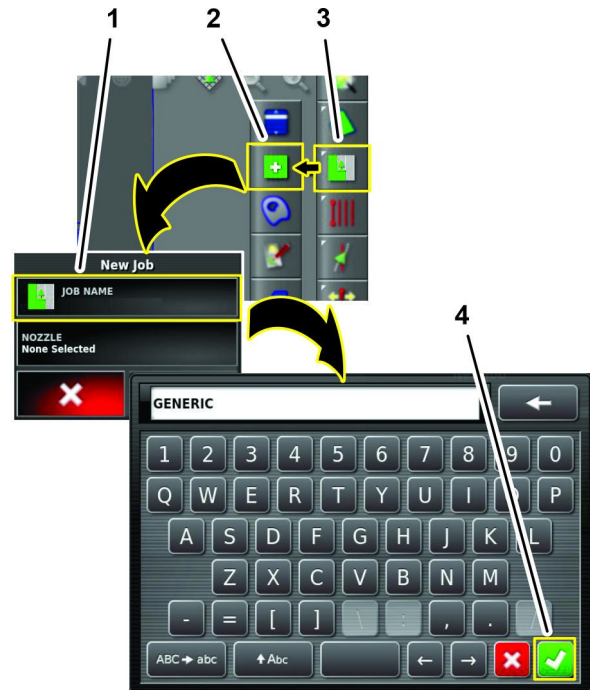 1 2 3
New Job
JOB NAME
NOZZLE
None Selected
4
GENERIC
1 2 3 4 5 6 7 8 9 0
Q W E R T Y U I O P
A S D F G H J K L
Z X C V B N M
- = [ ] \ : , . /
ABC→abc ↑Abc ← →